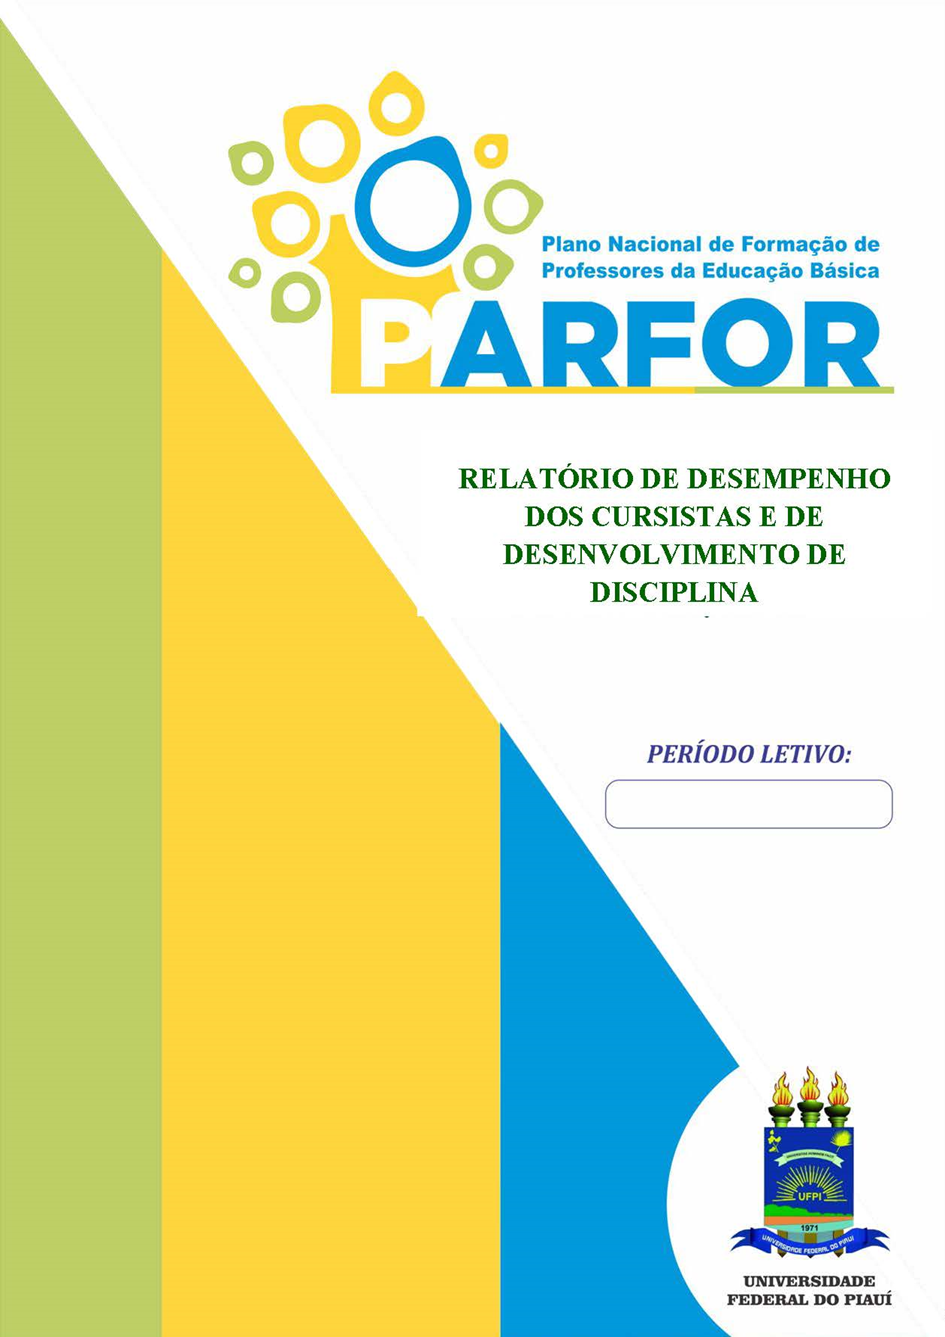 Plano Nacional de Formação de
Professores da Educação Básica
PARFOR
RELATÓRIO DE DESEMPENHO
DOS CURSISTAS E DE
DESENVOLVIMENTO DE
DISCIPLINA
PERÍODO LETIVO:
UFPI
1971
UNIVERSIDADE FEDERAL DO PIAUÍ
UNIVERSIDADE
FEDERAL DO PIAUÍ